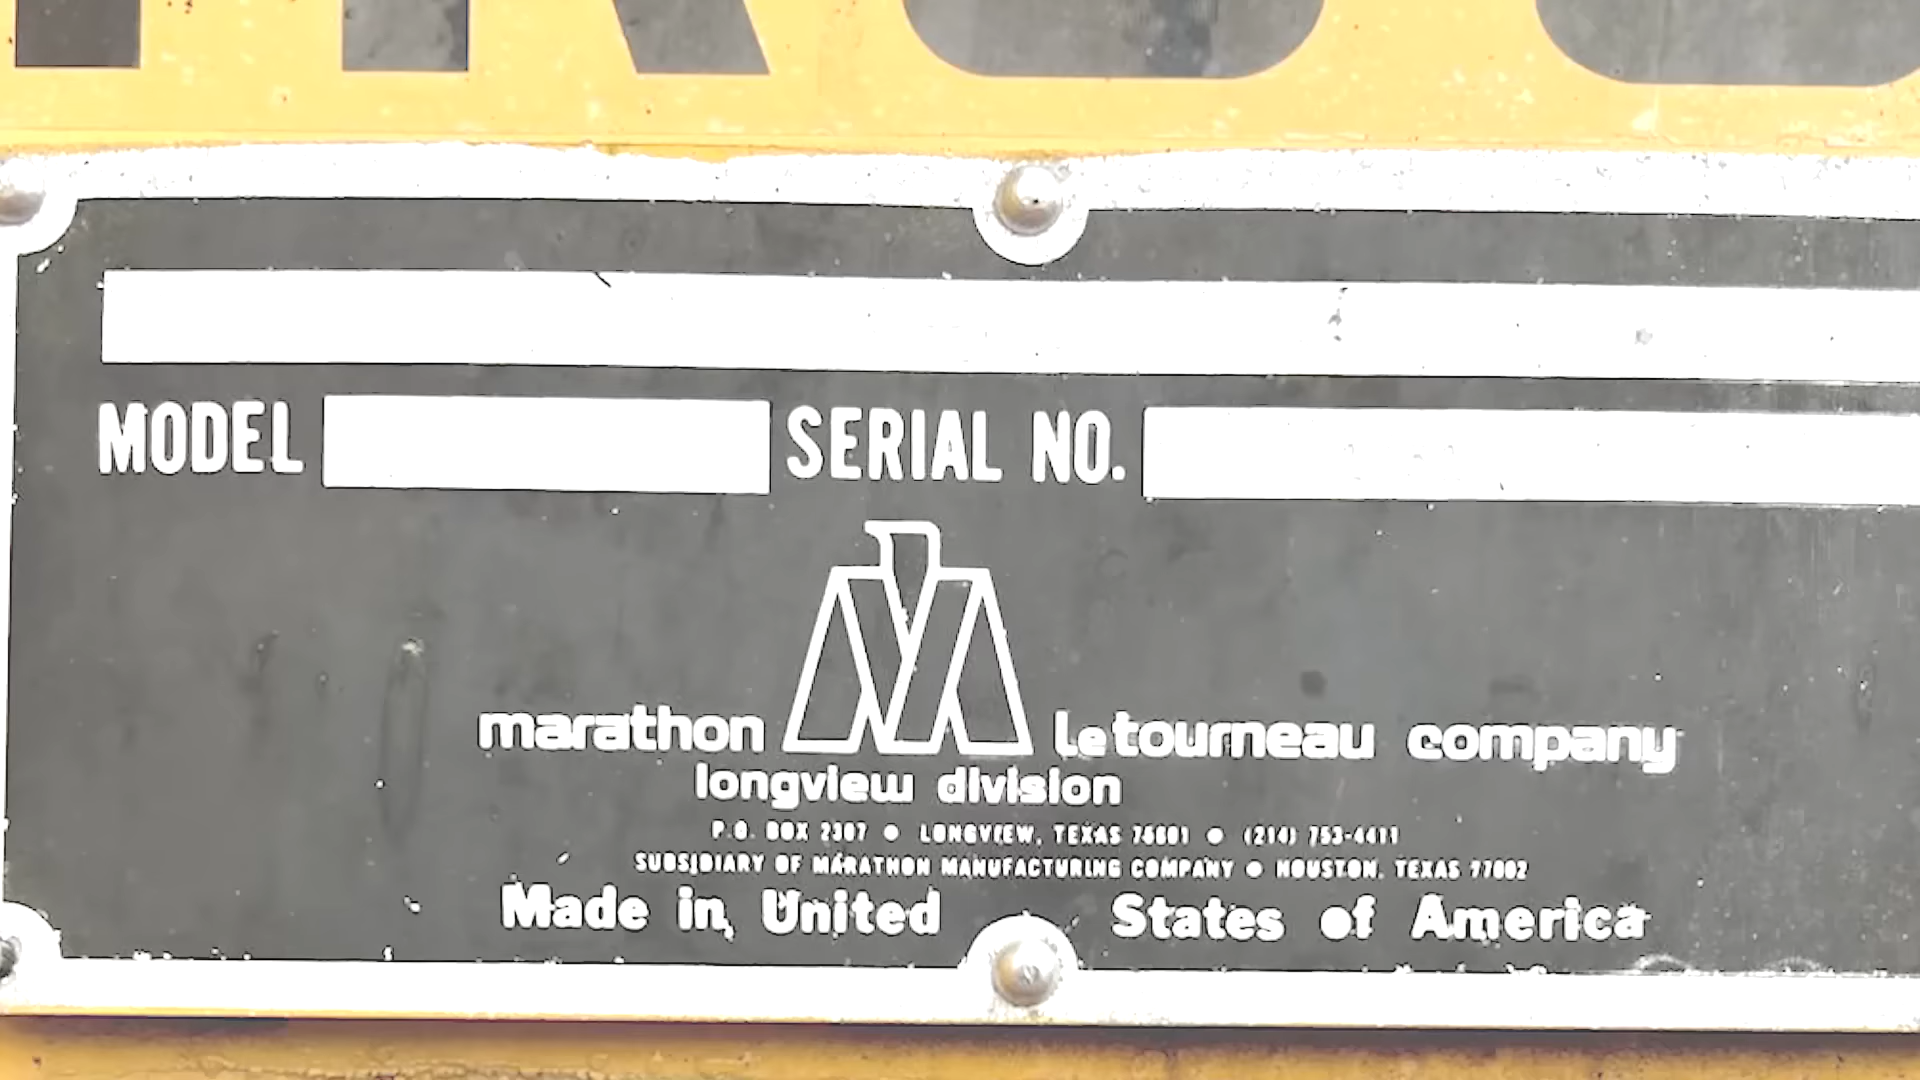 MODEL SERIAL NO.
marathon letourneau company
longview division
P.O. BOX 2307 ● LONGVIEW, TEXAS 75601 ● (214) 753-4411
SUBSIDIARY OF MARATHON MANUFACTURING COMPANY ● HOUSTON, TEXAS 77002
Made in United States of America